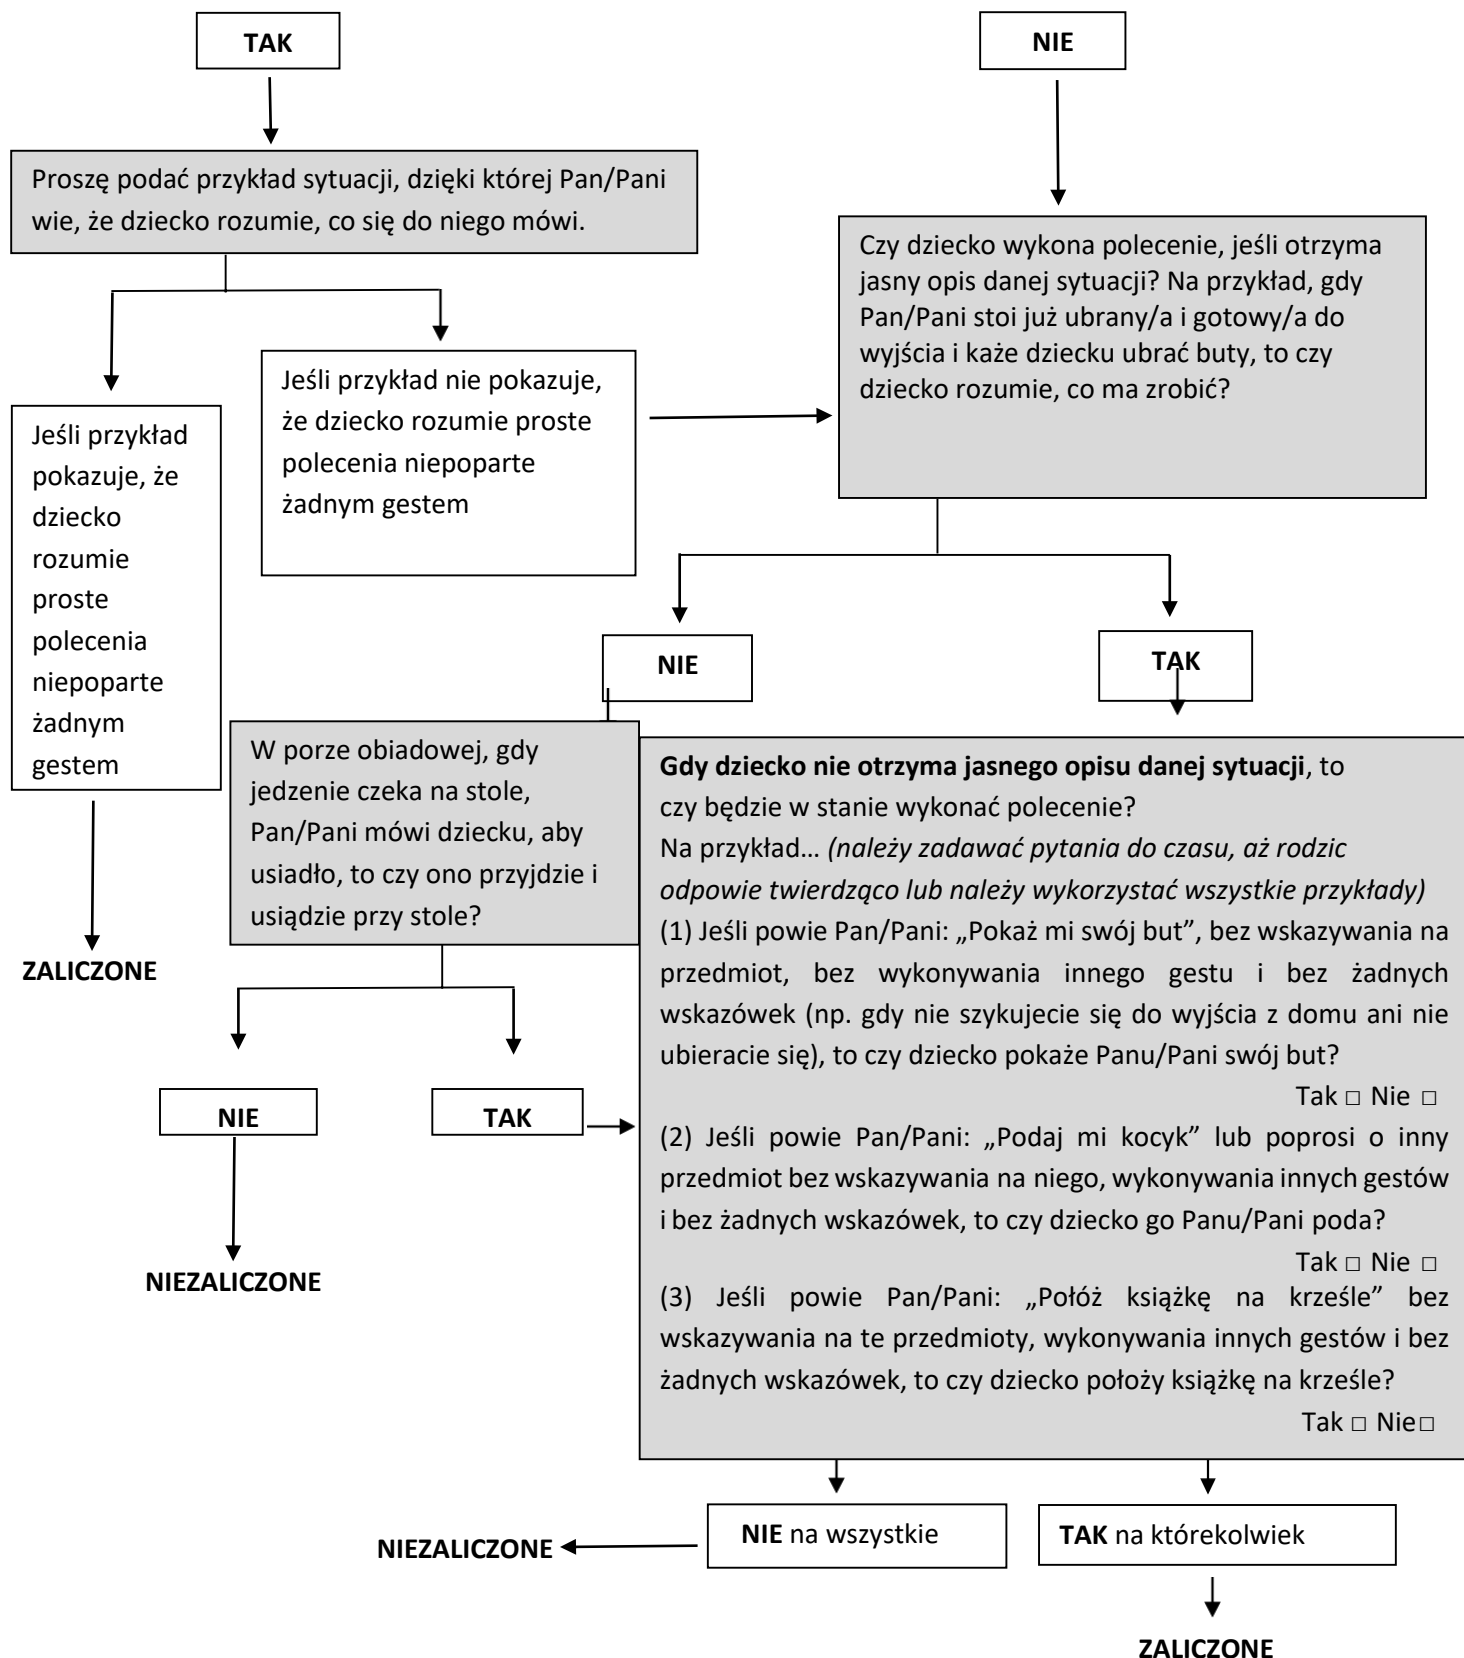 TAK
NIE
Proszę podać przykład sytuacji, dzięki której Pan/Pani
wie, że dziecko rozumie, co się do niego mówi.
Czy dziecko wykona polecenie, jeśli otrzyma
jasny opis danej sytuacji? Na przykład, gdy
Pan/Pani stoi już ubrany/a i gotowy/a do
wyjścia i każe dziecku ubrać buty, to czy
dziecko rozumie, co ma zrobić?
Jeśli przykład
pokazuje, że
dziecko
rozumie
proste
polecenia
niepoparte
żadnym
gestem
Jeśli przykład nie pokazuje,
że dziecko rozumie proste
polecenia niepoparte
żadnym gestem
NIE
TAK
W porze obiadowej, gdy
jedzenie czeka na stole,
Pan/Pani mówi dziecku, aby
usiadło, to czy ono przyjdzie i
usiądzie przy stole?
Gdy dziecko nie otrzyma jasnego opisu danej sytuacji, to
czy będzie w stanie wykonać polecenie?
Na przykład… (należy zadawać pytania do czasu, aż rodzic
odpowie twierdząco lub należy wykorzystać wszystkie przykłady)
(1) Jeśli powie Pan/Pani: „Pokaż mi swój but”, bez wskazywania na
przedmiot, bez wykonywania innego gestu i bez żadnych
wskazówek (np. gdy nie szykujecie się do wyjścia z domu ani nie
ubieracie się), to czy dziecko pokaże Panu/Pani swój but?
Tak □ Nie □
(2) Jeśli powie Pan/Pani: „Podaj mi kocyk” lub poprosi o inny
przedmiot bez wskazywania na niego, wykonywania innych gestów
i bez żadnych wskazówek, to czy dziecko go Panu/Pani poda?
Tak □ Nie □
(3) Jeśli powie Pan/Pani: „Połóż książkę na krześle” bez
wskazywania na te przedmioty, wykonywania innych gestów i bez
żadnych wskazówek, to czy dziecko położy książkę na krześle?
Tak □ Nie□
ZALICZONE
NIE
TAK
NIEZALICZONE
NIE na wszystkie
TAK na którekolwiek
NIEZALICZONE
ZALICZONE